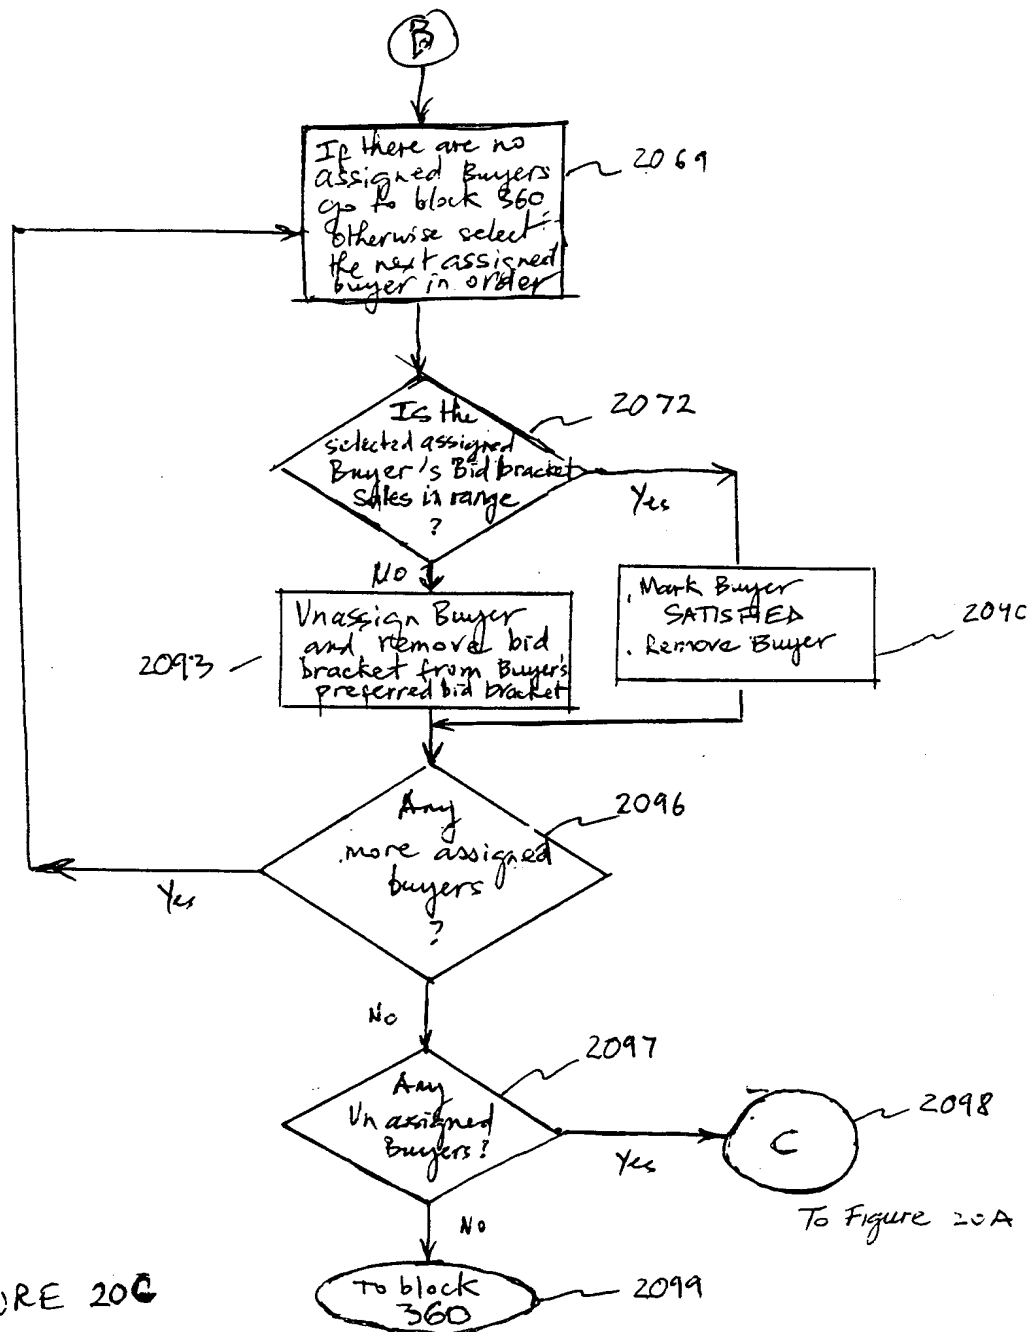 B
If there are no
assigned Buyers
go to block 360
otherwise select
the next assigned
buyer in order
2069
Is the
selected assigned
Buyer's Bid bracket
Sales in range
?
2072
Yes
No
. Mark Buyer
SATISFIED
. Remove Buyer
209C
Unassign Buyer
and remove bid
bracket from Buyer's
preferred bid bracket
2093
Any
more assigned
buyers
?
2096
Yes
No
Any
Unassigned
Buyers?
2097
Yes
C
2098
To Figure 20A
No
To block
360
2099
URE 20C